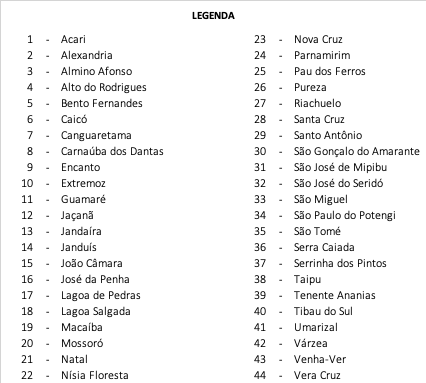 LEGENDA
1 - Acari
2 - Alexandria
3 - Almino Afonso
4 - Alto do Rodrigues
5 - Bento Fernandes
6 - Caicó
7 - Canguaretama
8 - Carnaúba dos Dantas
9 - Encanto
10 - Extremoz
11 - Guamaré
12 - Jaçanã
13 - Jandaíra
14 - Janduís
15 - João Câmara
16 - José da Penha
17 - Lagoa de Pedras
18 - Lagoa Salgada
19 - Macaíba
20 - Mossoró
21 - Natal
22 - Nísia Floresta
23 - Nova Cruz
24 - Parnamirim
25 - Pau dos Ferros
26 - Pureza
27 - Riachuelo
28 - Santa Cruz
29 - Santo Antônio
30 - São Gonçalo do Amarante
31 - São José de Mipibu
32 - São José do Seridó
33 - São Miguel
34 - São Paulo do Potengi
35 - São Tomé
36 - Serra Caiada
37 - Serrinha dos Pintos
38 - Taipu
39 - Tenente Ananias
40 - Tibau do Sul
41 - Umarizal
42 - Várzea
43 - Venha-Ver
44 - Vera Cruz